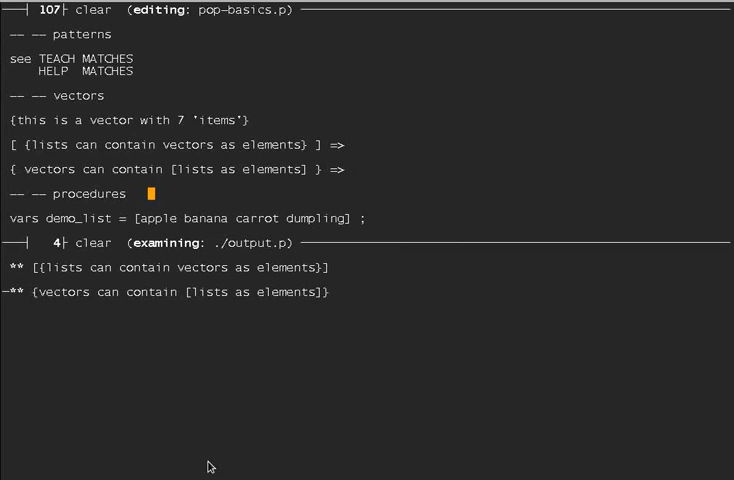 107 clear (editing: pop-basics.p)
-- -- patterns
see TEACH MATCHES
HELP MATCHES
-- -- vectors
{this is a vector with 7 'items'}
[ {lists can contain vectors as elements} ] =>
{ vectors can contain [lists as elements] } =>
-- -- procedures
vars demo_list = [apple banana carrot dumpling] ;
4 clear (examining: ./output.p)
** [{lists can contain vectors as elements}]
** {vectors can contain [lists as elements]}